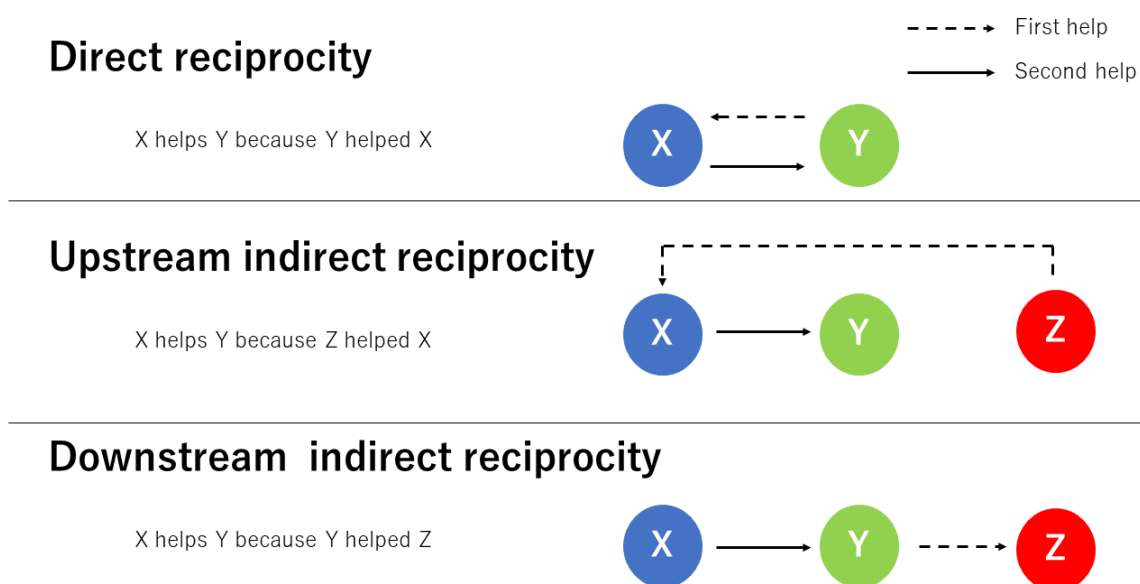 First help
Direct reciprocity
Second help
X helps Y because Y helped X
X Y
Upstream indirect reciprocity
X helps Y because Z helped X
X Y Z
Downstream indirect reciprocity
X helps Y because Y helped Z
X Y Z